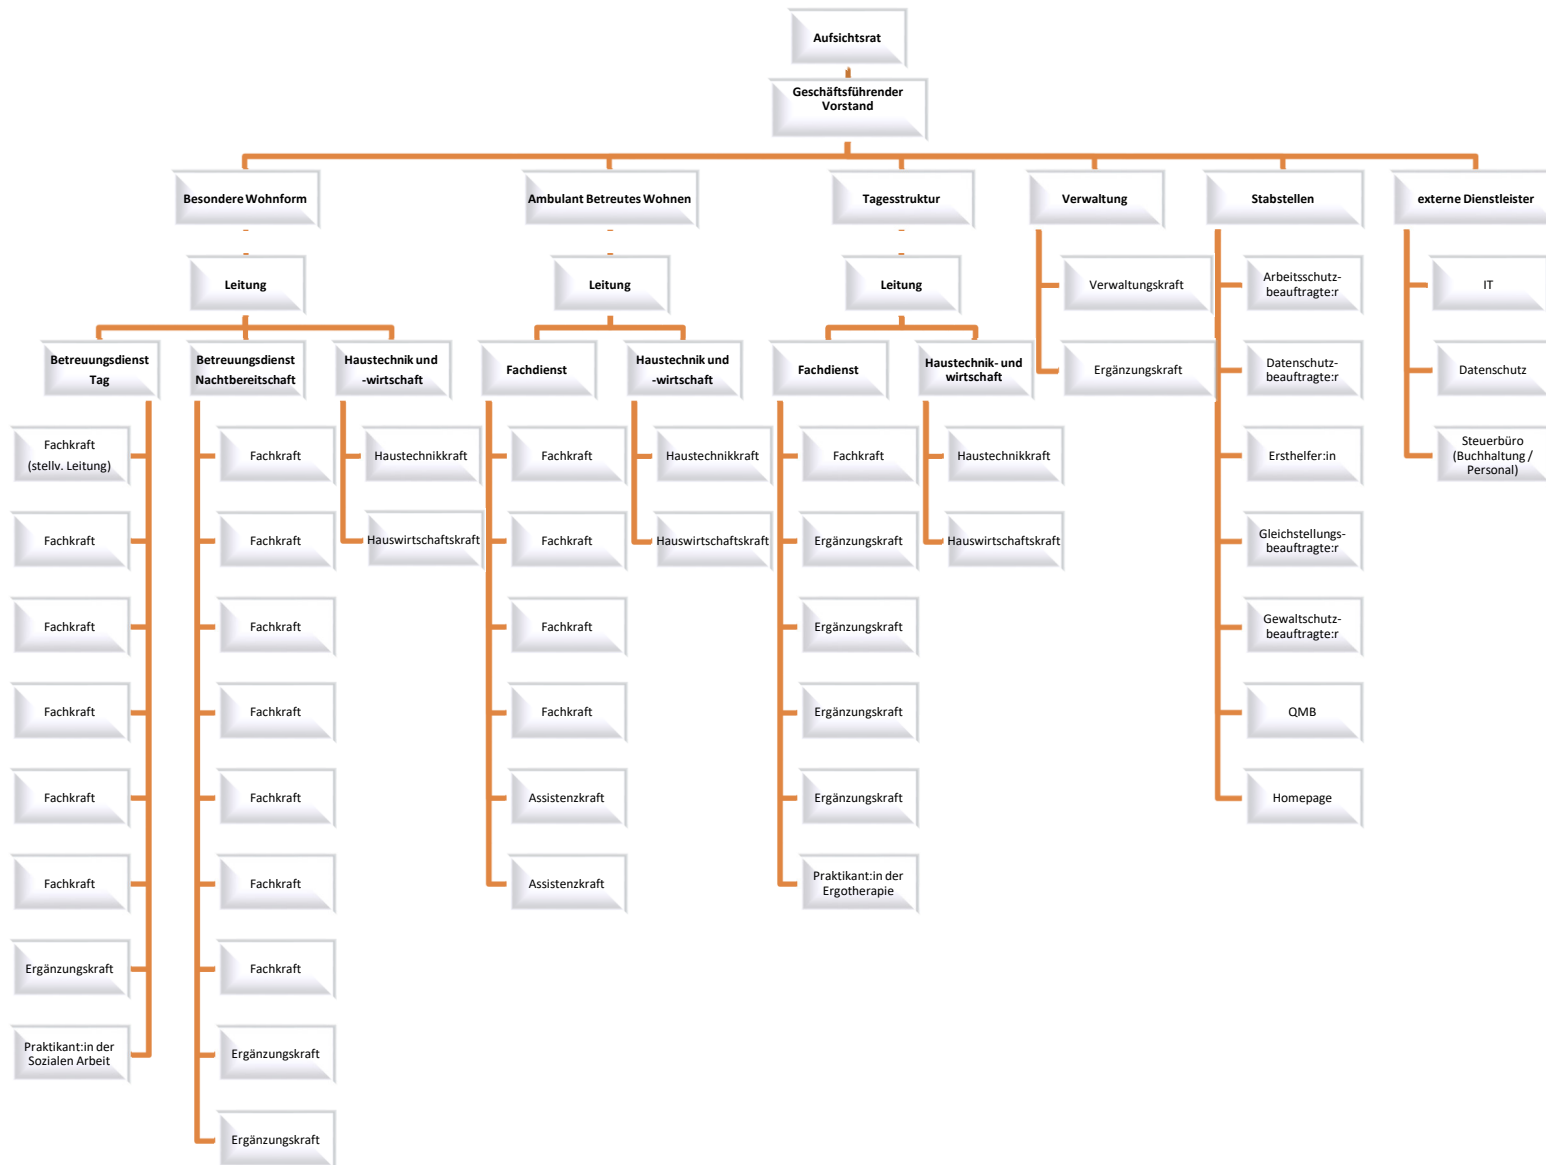 Aufsichtsrat
Geschäftsführender
Vorstand
Besondere Wohnform
Ambulant Betreutes Wohnen
Tagesstruktur
Verwaltung
Stabstellen
externe Dienstleister
Leitung
Leitung
Leitung
Verwaltungskraft
Ergänzungskraft
Arbeitsschutz-
beauftragte:r
Datenschutz-
beauftragte:r
Ersthelfer:in
Gleichstellungs-
beauftragte:r
Gewaltschutz-
beauftragte:r
QMB
Homepage
IT
Datenschutz
Steuerbüro
(Buchhaltung /
Personal)
Betreuungsdienst
Tag
Fachkraft
(stellv. Leitung)
Fachkraft
Fachkraft
Fachkraft
Fachkraft
Fachkraft
Ergänzungskraft
Praktikant:in der
Sozialen Arbeit
Betreuungsdienst
Nachtbereitschaft
Fachkraft
Fachkraft
Fachkraft
Fachkraft
Fachkraft
Fachkraft
Fachkraft
Ergänzungskraft
Ergänzungskraft
Haustechnik und
-wirtschaft
Haustechnikkraft
Hauswirtschaftskraft
Fachdienst
Fachkraft
Fachkraft
Fachkraft
Fachkraft
Assistenzkraft
Assistenzkraft
Haustechnik und
-wirtschaft
Haustechnikkraft
Hauswirtschaftskraft
Fachdienst
Fachkraft
Ergänzungskraft
Ergänzungskraft
Ergänzungskraft
Ergänzungskraft
Praktikant:in der
Ergotherapie
Haustechnik- und
wirtschaft
Haustechnikkraft
Hauswirtschaftskraft